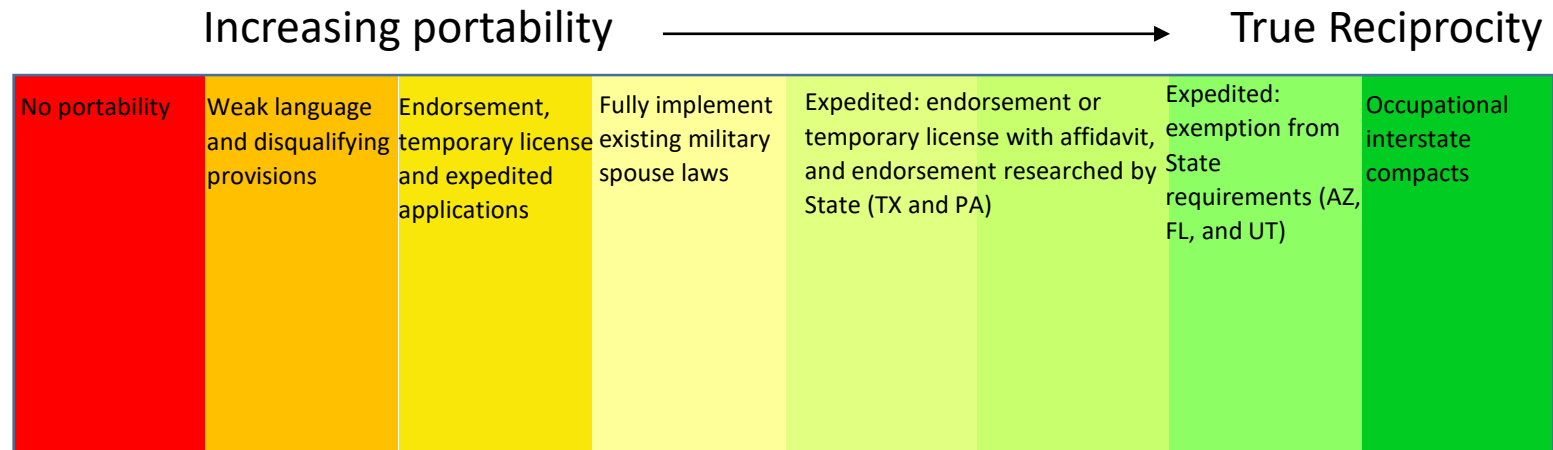 Increasing portability
True Reciprocity
No portability
Weak language
and disqualifying
provisions
Endorsement,
temporary license
and expedited
applications
Fully implement
existing military
spouse laws
Expedited: endorsement or
temporary license with affidavit,
and endorsement researched by
State (TX and PA)
Expedited:
exemption from
State
requirements (AZ,
FL, and UT)
Occupational
interstate
compacts